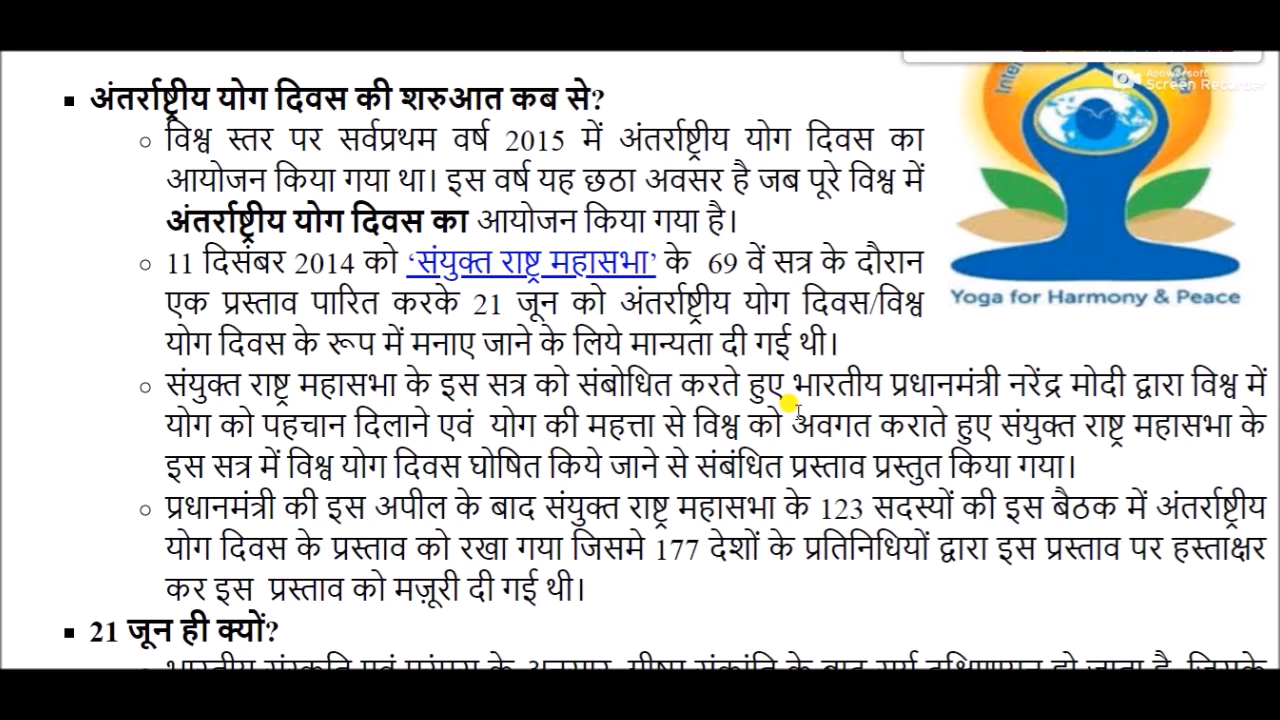 Apowersoft
Screen Recorder
अंतर्राष्ट्रीय योग दिवस की शरुआत कब से?
विश्व स्तर पर सर्वप्रथम वर्ष 2015 में अंतर्राष्ट्रीय योग दिवस का
आयोजन किया गया था। इस वर्ष यह छठा अवसर है जब पूरे विश्व में
अंतर्राष्ट्रीय योग दिवस का आयोजन किया गया है।
11 दिसंबर 2014 को ‘संयुक्त राष्ट्र महासभा’ के 69 वें सत्र के दौरान
एक प्रस्ताव पारित करके 21 जून को अंतर्राष्ट्रीय योग दिवस/विश्व
योग दिवस के रूप में मनाए जाने के लिये मान्यता दी गई थी।
Yoga for Harmony & Peace
संयुक्त राष्ट्र महासभा के इस सत्र को संबोधित करते हुए भारतीय प्रधानमंत्री नरेंद्र मोदी द्वारा विश्व में
योग को पहचान दिलाने एवं योग की महत्ता से विश्व को अवगत कराते हुए संयुक्त राष्ट्र महासभा के
इस सत्र में विश्व योग दिवस घोषित किये जाने से संबंधित प्रस्ताव प्रस्तुत किया गया।
प्रधानमंत्री की इस अपील के बाद संयुक्त राष्ट्र महासभा के 123 सदस्यों की इस बैठक में अंतर्राष्ट्रीय
योग दिवस के प्रस्ताव को रखा गया जिसमे 177 देशों के प्रतिनिधियों द्वारा इस प्रस्ताव पर हस्ताक्षर
कर इस प्रस्ताव को मज़ूरी दी गई थी।
21 जून ही क्यों?